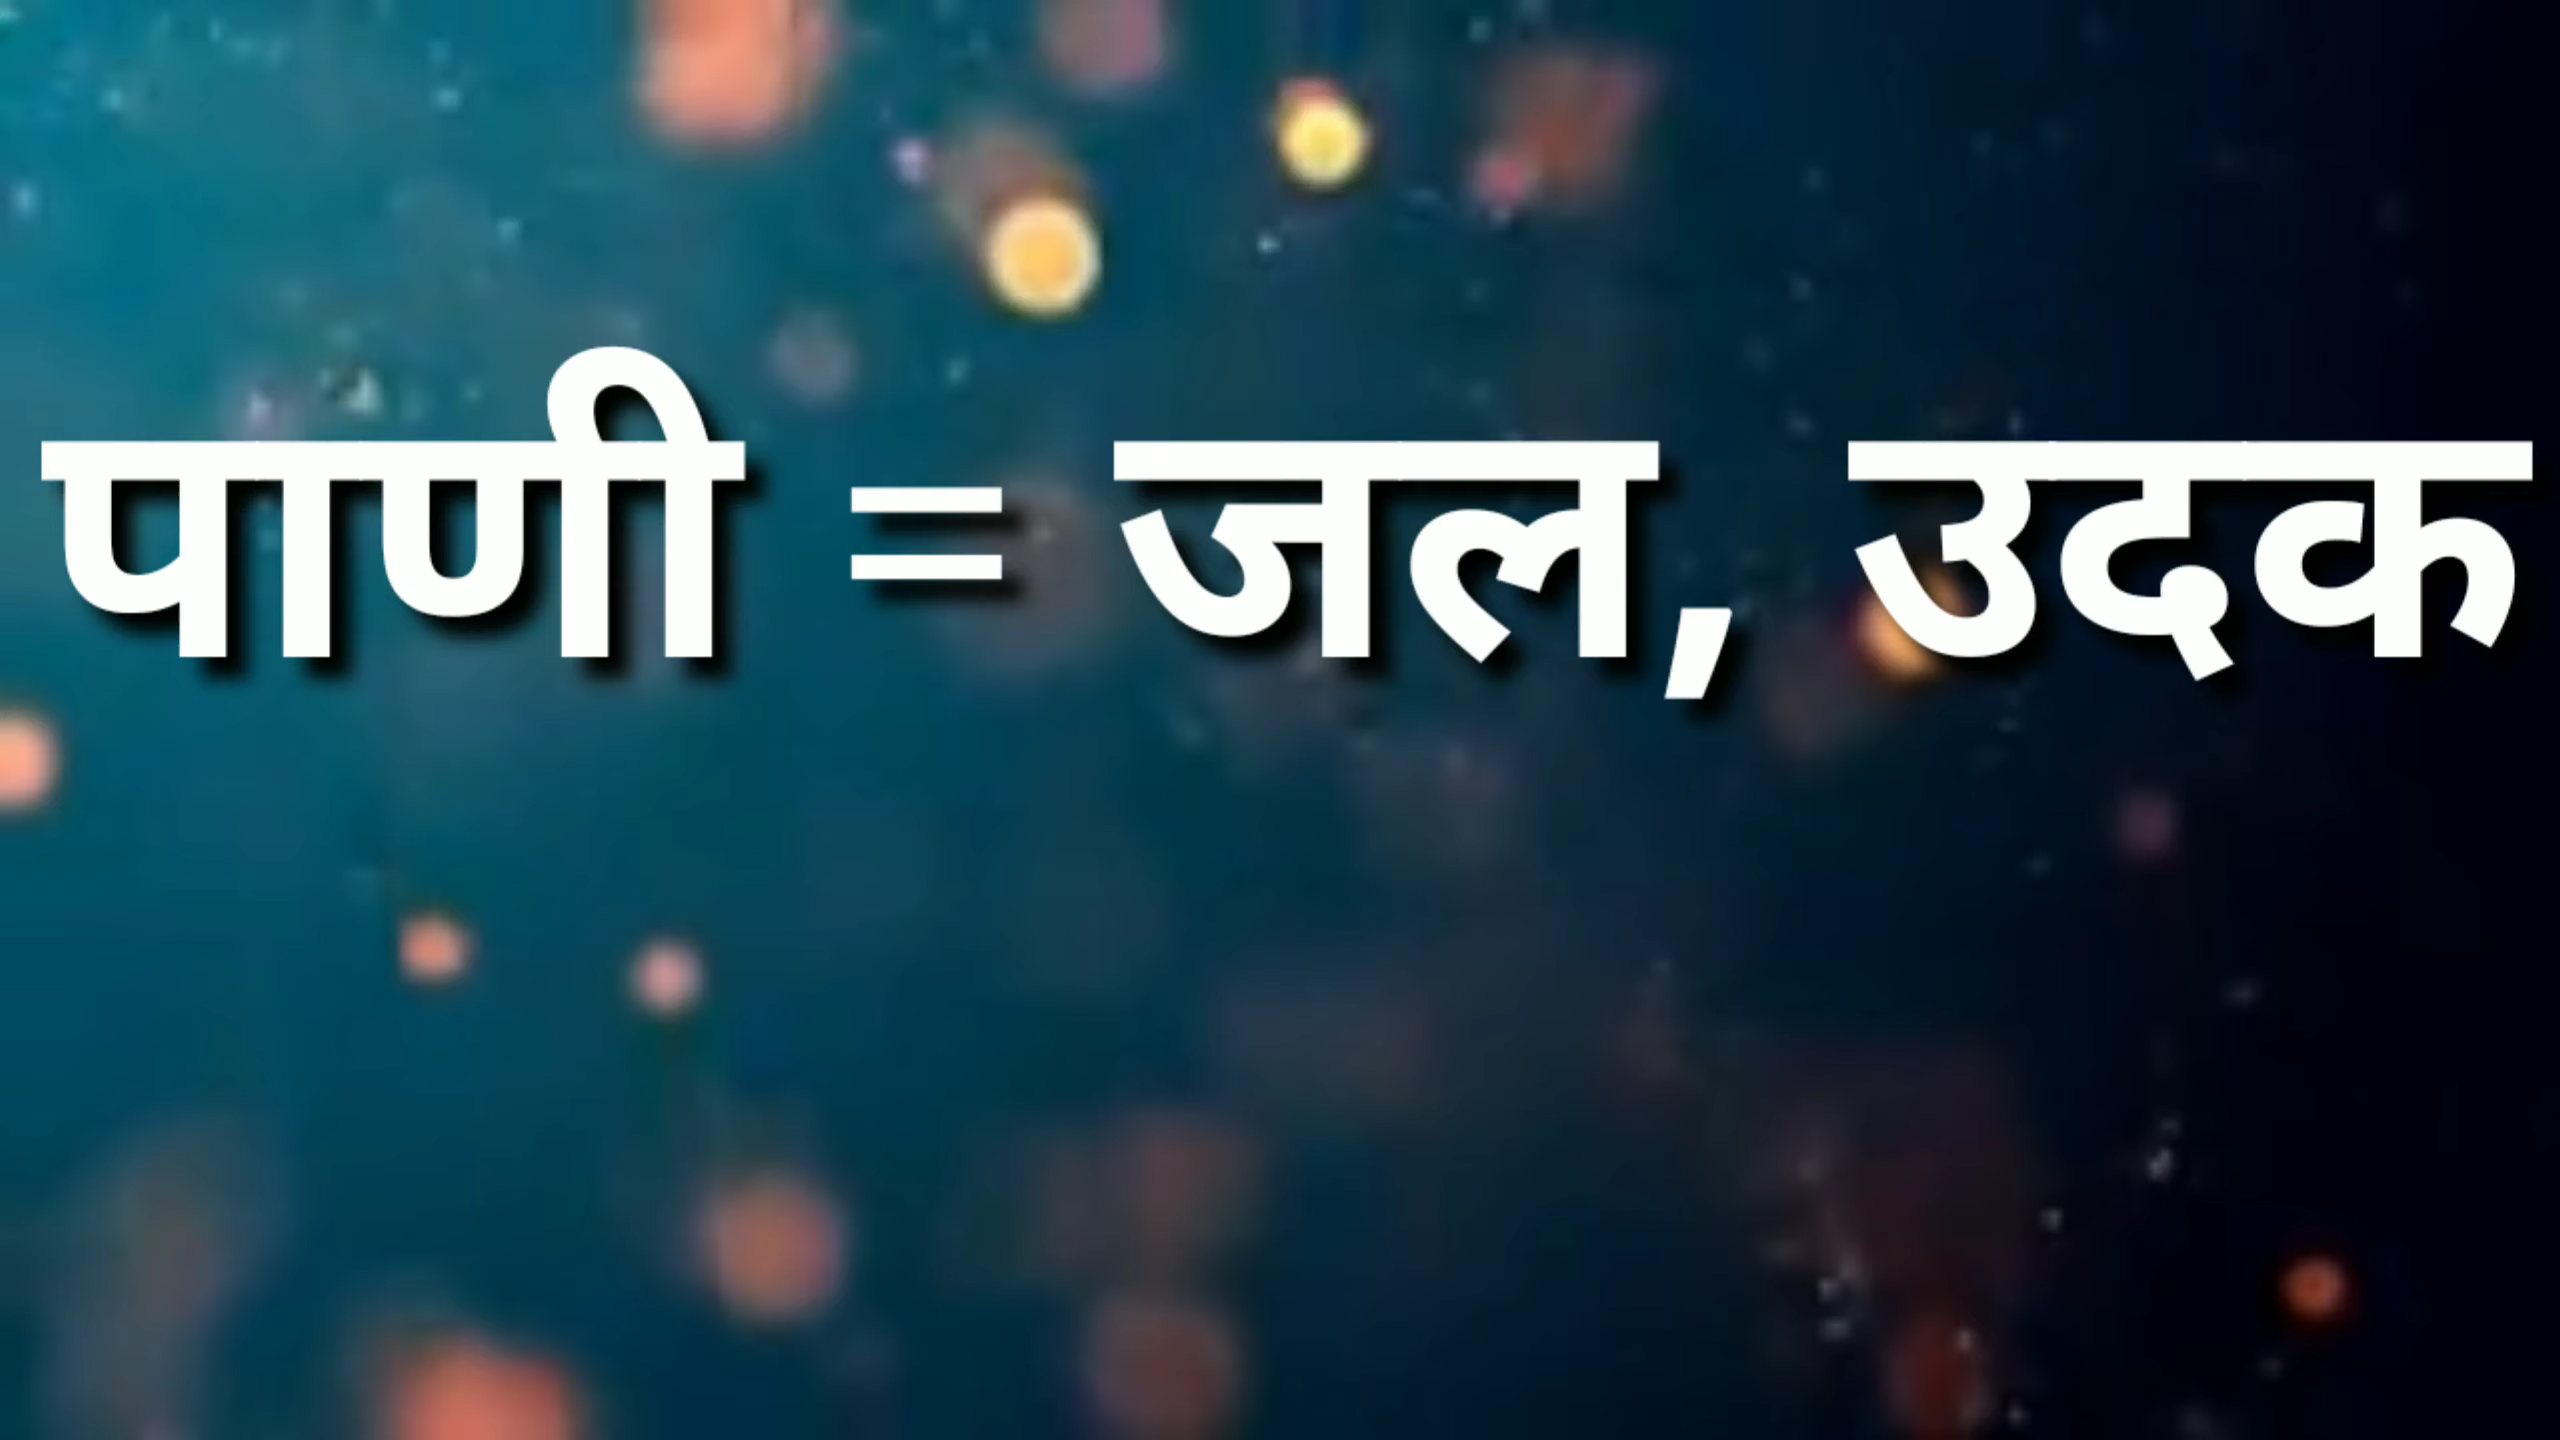 पाणी = जल, उदक